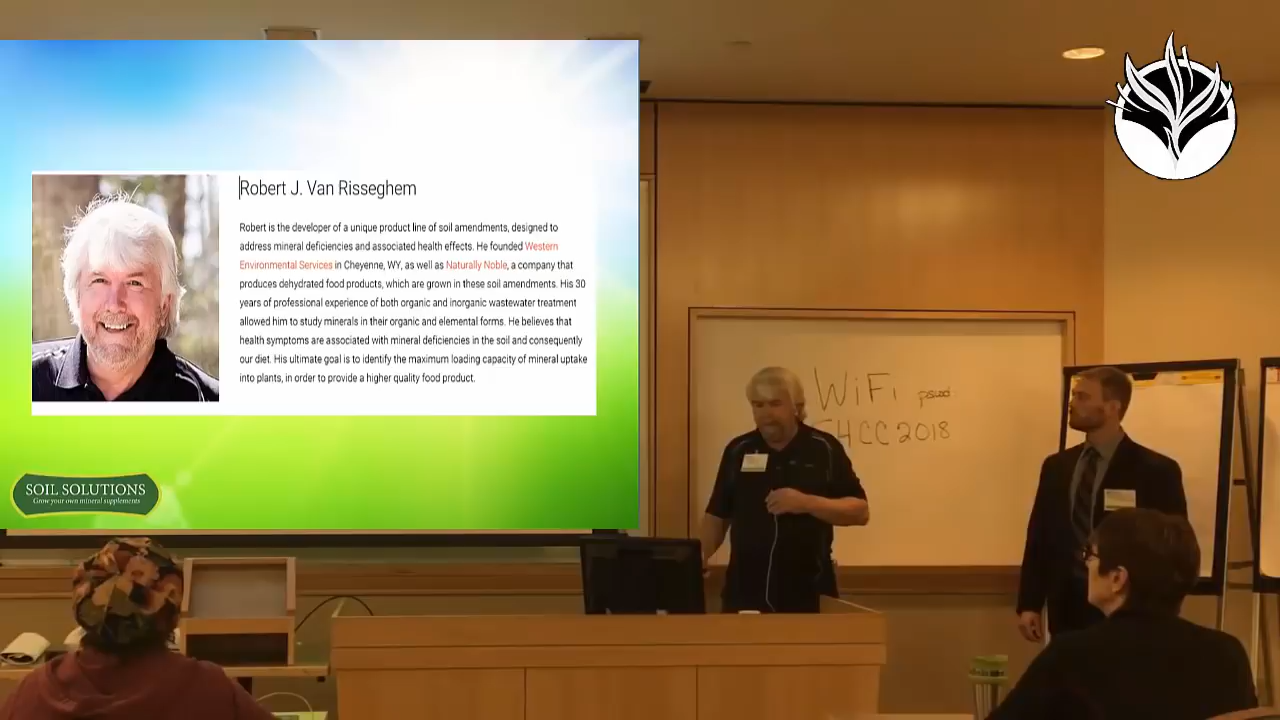 Robert J. Van Risseghem
Robert is the developer of a unique product line of soil amendments, designed to
address mineral deficiencies and associated health effects. He founded Western
Environmental Services in Cheyenne, WY, as well as Naturally Noble, a company that
produces dehydrated food products, which are grown in these soil amendments. His 30
years of professional experience of both organic and inorganic wastewater treatment
allowed him to study minerals in their organic and elemental forms. He believes that
health symptoms are associated with mineral deficiencies in the soil and consequently
our diet. His ultimate goal is to identify the maximum loading capacity of mineral uptake
into plants, in order to provide a higher quality food product.
SOIL SOLUTIONS
Grow your own mineral supplements
WiFi
HCC2018